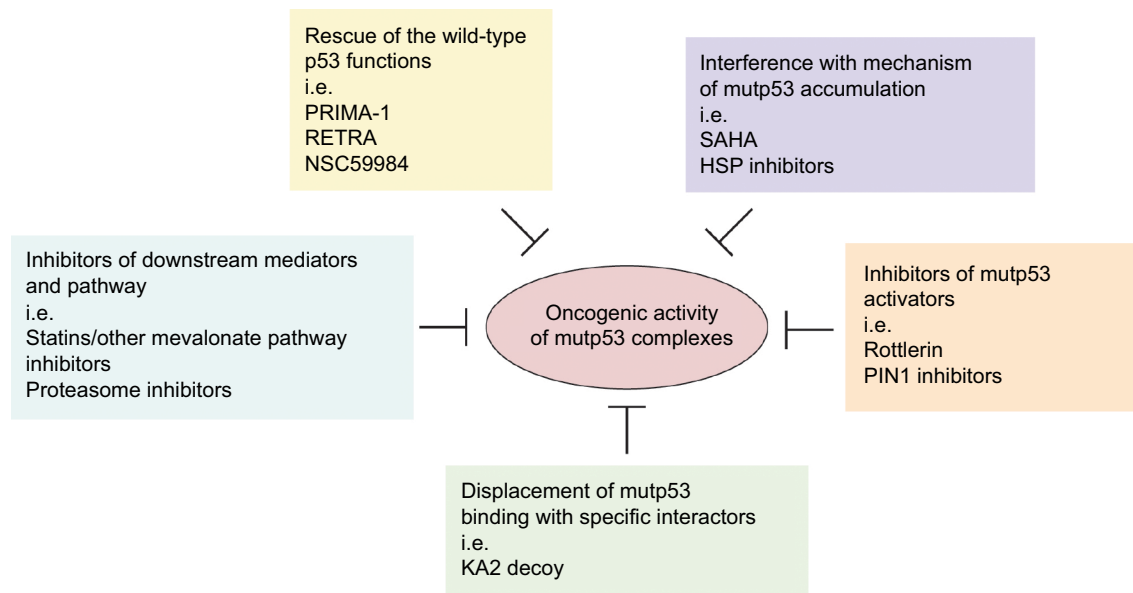 Rescue of the wild-type
p53 functions
i.e.
PRIMA-1
RETRA
NSC59984
Interference with mechanism
of mutp53 accumulation
i.e.
SAHA
HSP inhibitors
Inhibitors of downstream mediators
and pathway
i.e.
Statins/other mevalonate pathway
inhibitors
Proteasome inhibitors
Oncogenic activity
of mutp53 complexes
Inhibitors of mutp53
activators
i.e.
Rottlerin
PIN1 inhibitors
Displacement of mutp53
binding with specific interactors
i.e.
KA2 decoy